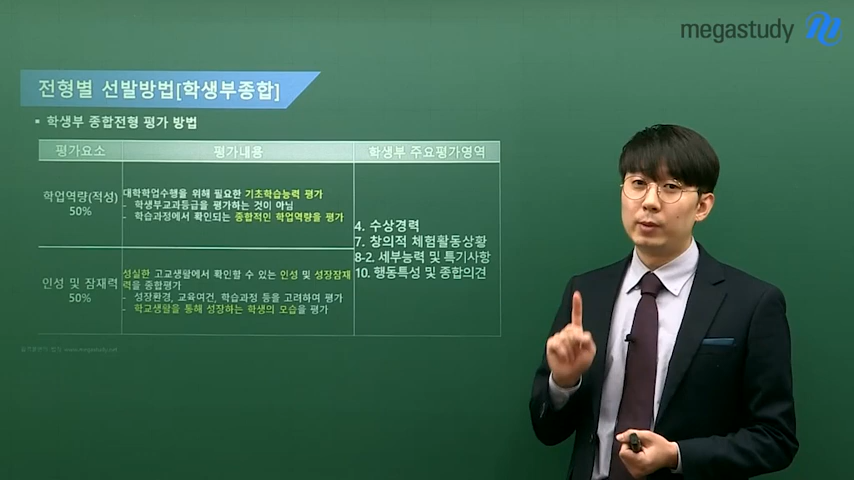 megastudy
전형별 선발방법[학생부종합]
▪ 학생부 종합전형 평가 방법
평가요소 평가내용 학생부 주요평가영역
학업역량(적성)
50%
대학학업수행을 위해 필요한 기초학습능력 평가
- 학생부교과등급을 평가하는 것이 아님
- 학습과정에서 확인되는 종합적인 학업역량을 평가
인성 및 잠재력
50%
성실한 고교생활에서 확인할 수 있는 인성 및 성장잠재
력을 종합평가
- 성장환경, 교육여건, 학습과정 등을 고려하여 평가
- 학교생활을 통해 성장하는 학생의 모습을 평가
4. 수상경력
7. 창의적 체험활동상황
8-2. 세부능력 및 특기사항
10. 행동특성 및 종합의견